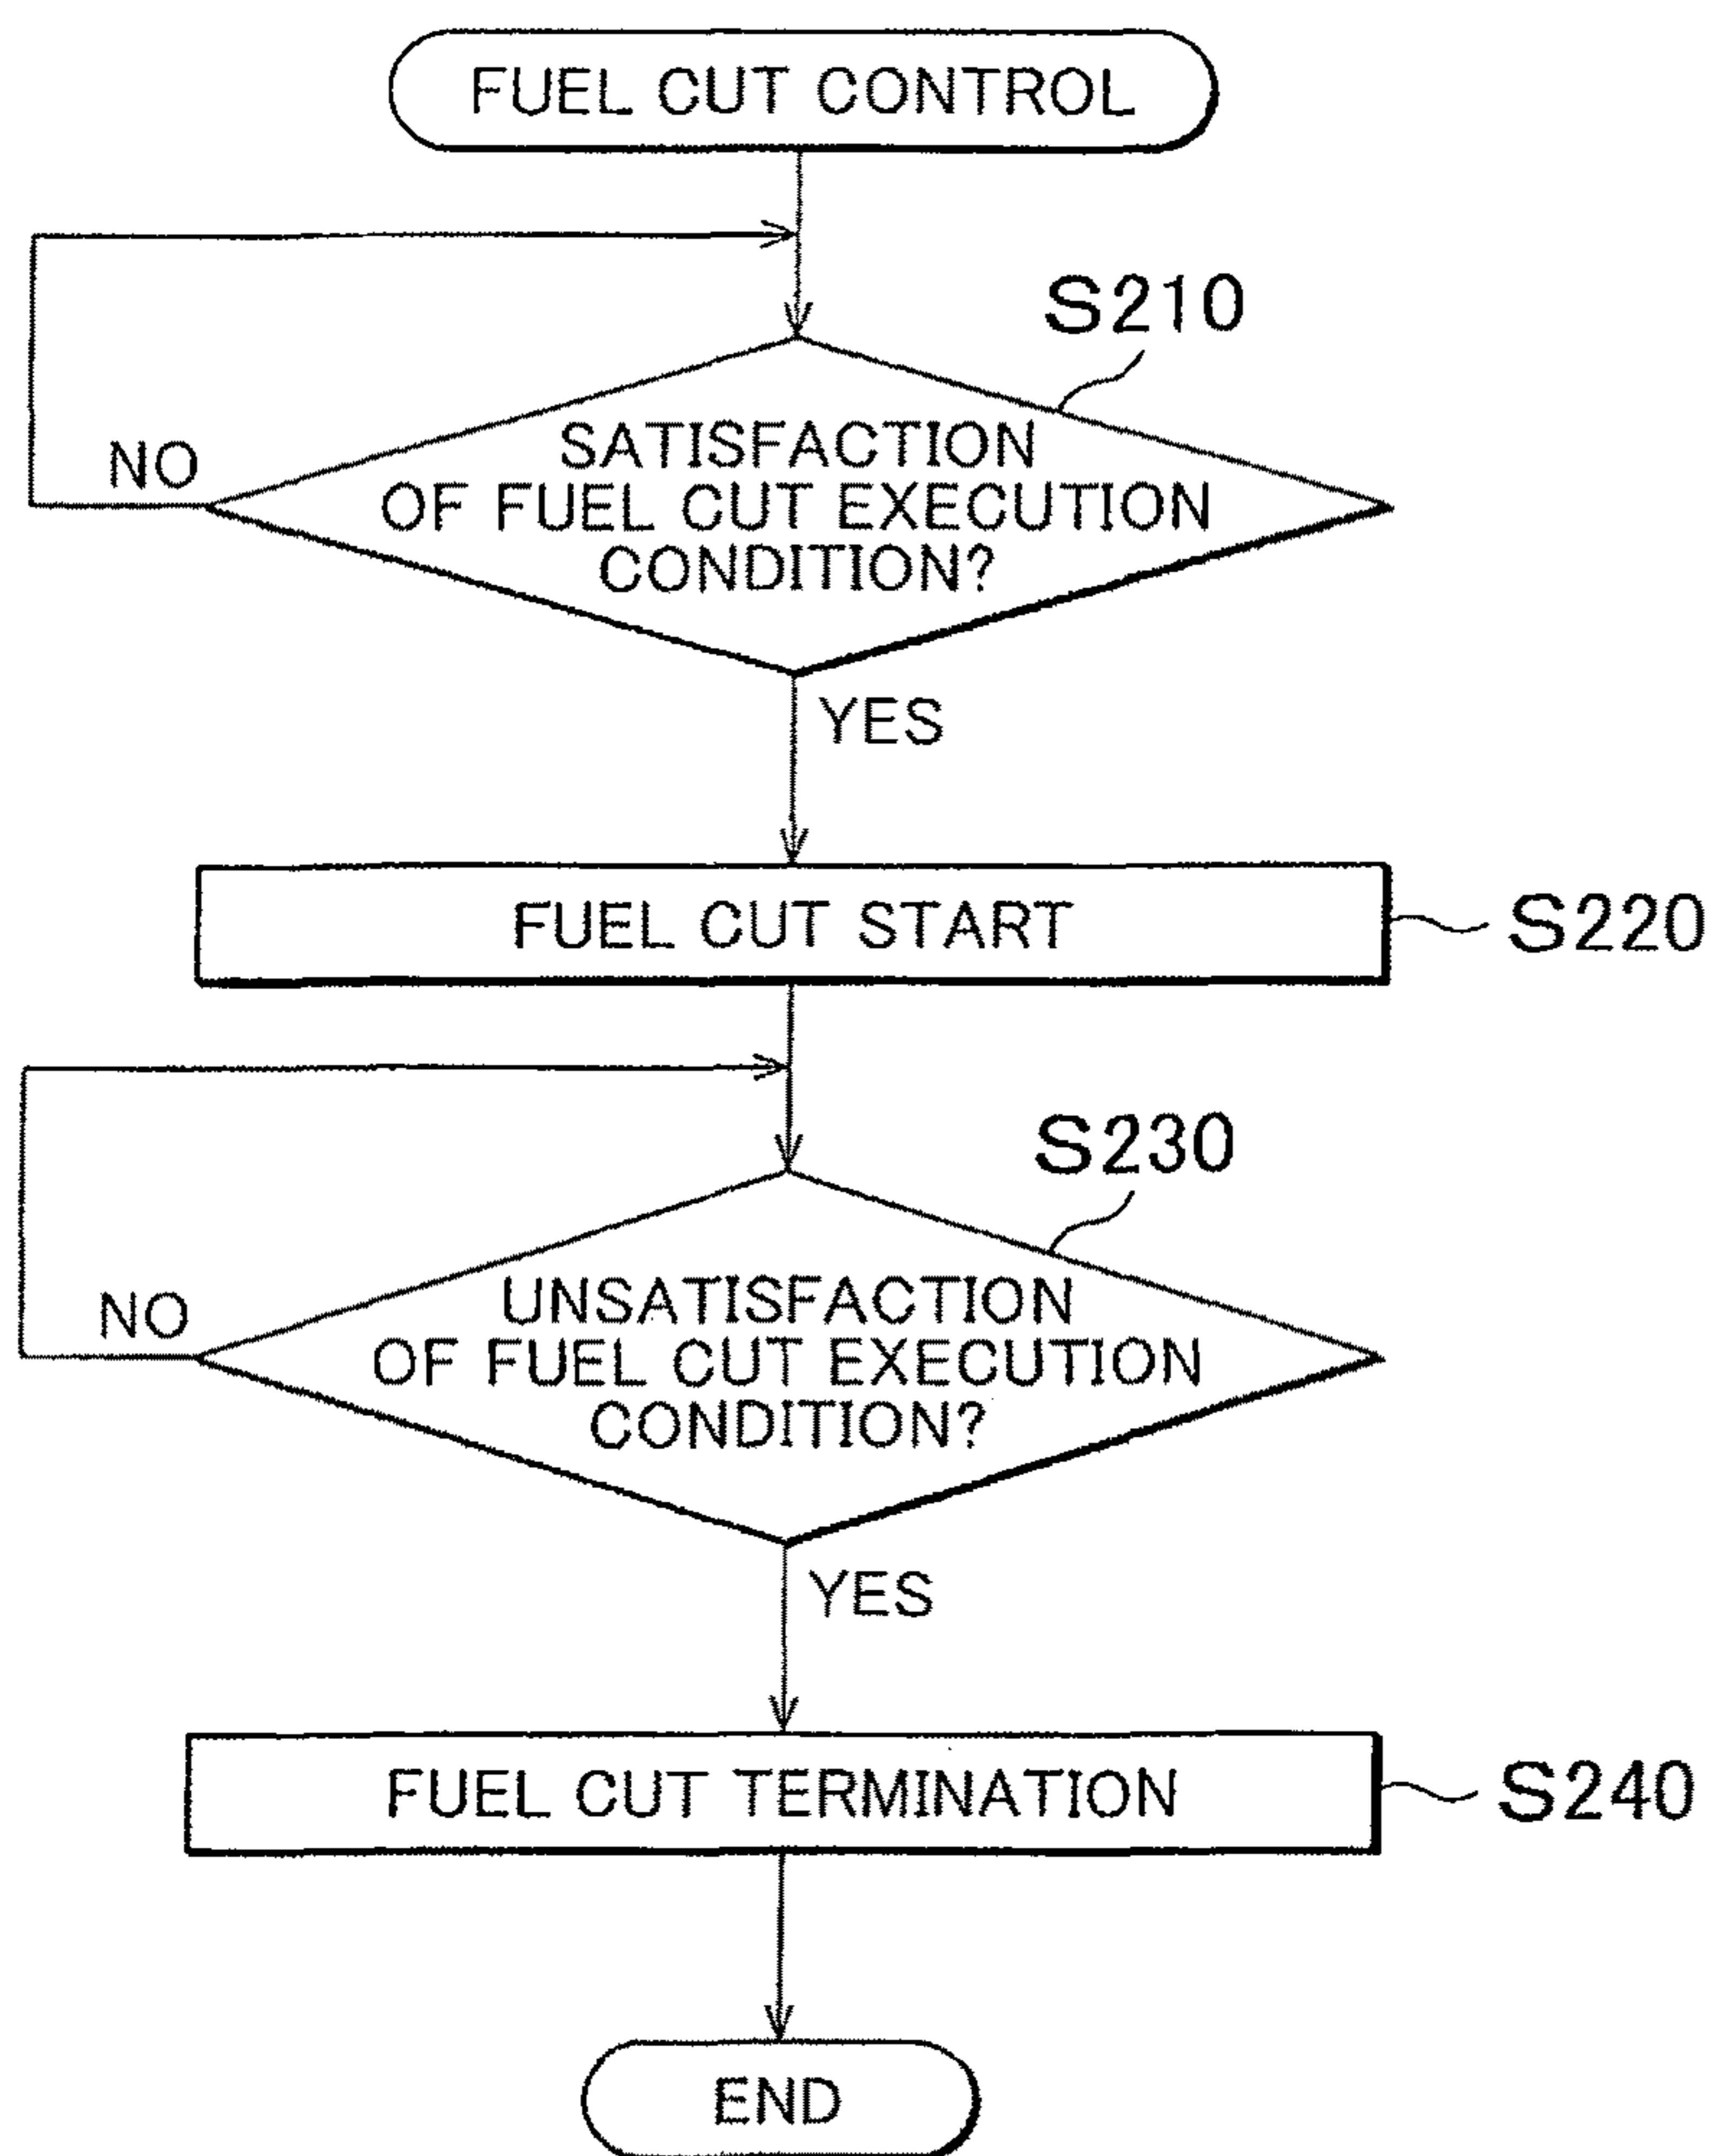 FUEL CUT CONTROL
S210
SATISFACTION
OF FUEL CUT EXECUTION
CONDITION?
NO
YES
FUEL CUT START
S220
S230
UNSATISFACTION
OF FUEL CUT EXECUTION
CONDITION?
NO
YES
FUEL CUT TERMINATION
S240
END